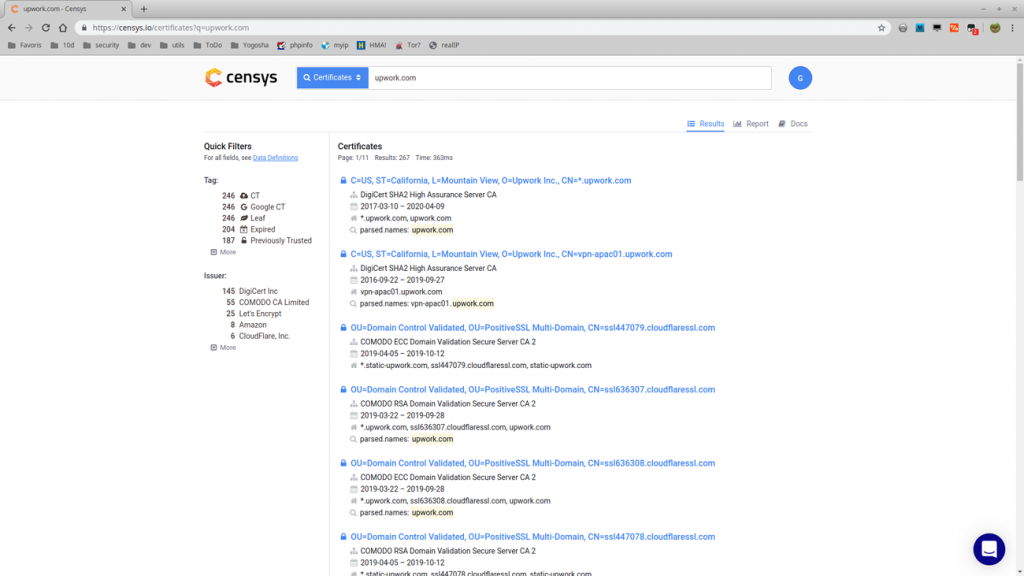 upwork.com - Censys
https://censys.io/certificates?q=upwork.com
Favoris 10d security dev utils ToDo Yogosha phpinfo myip HMA! Tor? realIP
censys Certificates upwork.com G
Results Report Docs
Quick Filters
For all fields, see Data Definitions
Tag:
246 CT
246 Google CT
246 Leaf
204 Expired
187 Previously Trusted
More
Issuer:
145 DigiCert Inc
55 COMODO CA Limited
25 Let's Encrypt
8 Amazon
6 CloudFlare, Inc.
More
Certificates
Page: 1/11 Results: 267 Time: 363ms
C=US, ST=California, L=Mountain View, O=Upwork Inc., CN=*.upwork.com
DigiCert SHA2 High Assurance Server CA
2017-03-10 – 2020-04-09
*.upwork.com, upwork.com
parsed.names: upwork.com
C=US, ST=California, L=Mountain View, O=Upwork Inc., CN=vpn-apac01.upwork.com
DigiCert SHA2 High Assurance Server CA
2016-09-22 – 2019-09-27
vpn-apac01.upwork.com
parsed.names: vpn-apac01.upwork.com
OU=Domain Control Validated, OU=PositiveSSL Multi-Domain, CN=ssl447079.cloudflaressl.com
COMODO ECC Domain Validation Secure Server CA 2
2019-04-05 – 2019-10-12
*.static-upwork.com, ssl447079.cloudflaressl.com, static-upwork.com
OU=Domain Control Validated, OU=PositiveSSL Multi-Domain, CN=ssl636307.cloudflaressl.com
COMODO RSA Domain Validation Secure Server CA 2
2019-03-22 – 2019-09-28
*.upwork.com, ssl636307.cloudflaressl.com, upwork.com
parsed.names: upwork.com
OU=Domain Control Validated, OU=PositiveSSL Multi-Domain, CN=ssl636308.cloudflaressl.com
COMODO ECC Domain Validation Secure Server CA 2
2019-03-22 – 2019-09-28
*.upwork.com, ssl636308.cloudflaressl.com, upwork.com
parsed.names: upwork.com
OU=Domain Control Validated, OU=PositiveSSL Multi-Domain, CN=ssl447078.cloudflaressl.com
COMODO RSA Domain Validation Secure Server CA 2
2019-04-05 – 2019-10-12
*.static-upwork.com, ssl447078.cloudflaressl.com, static-upwork.com